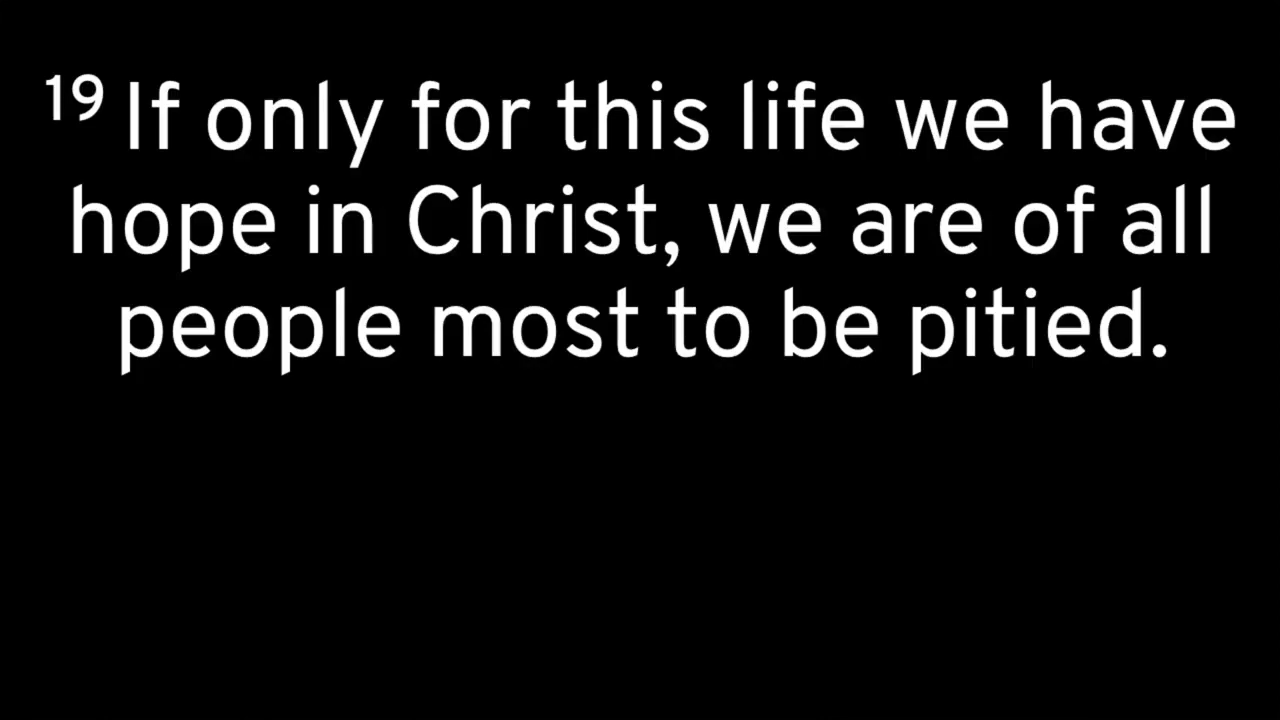 19 If only for this life we have
hope in Christ, we are of all
people most to be pitied.